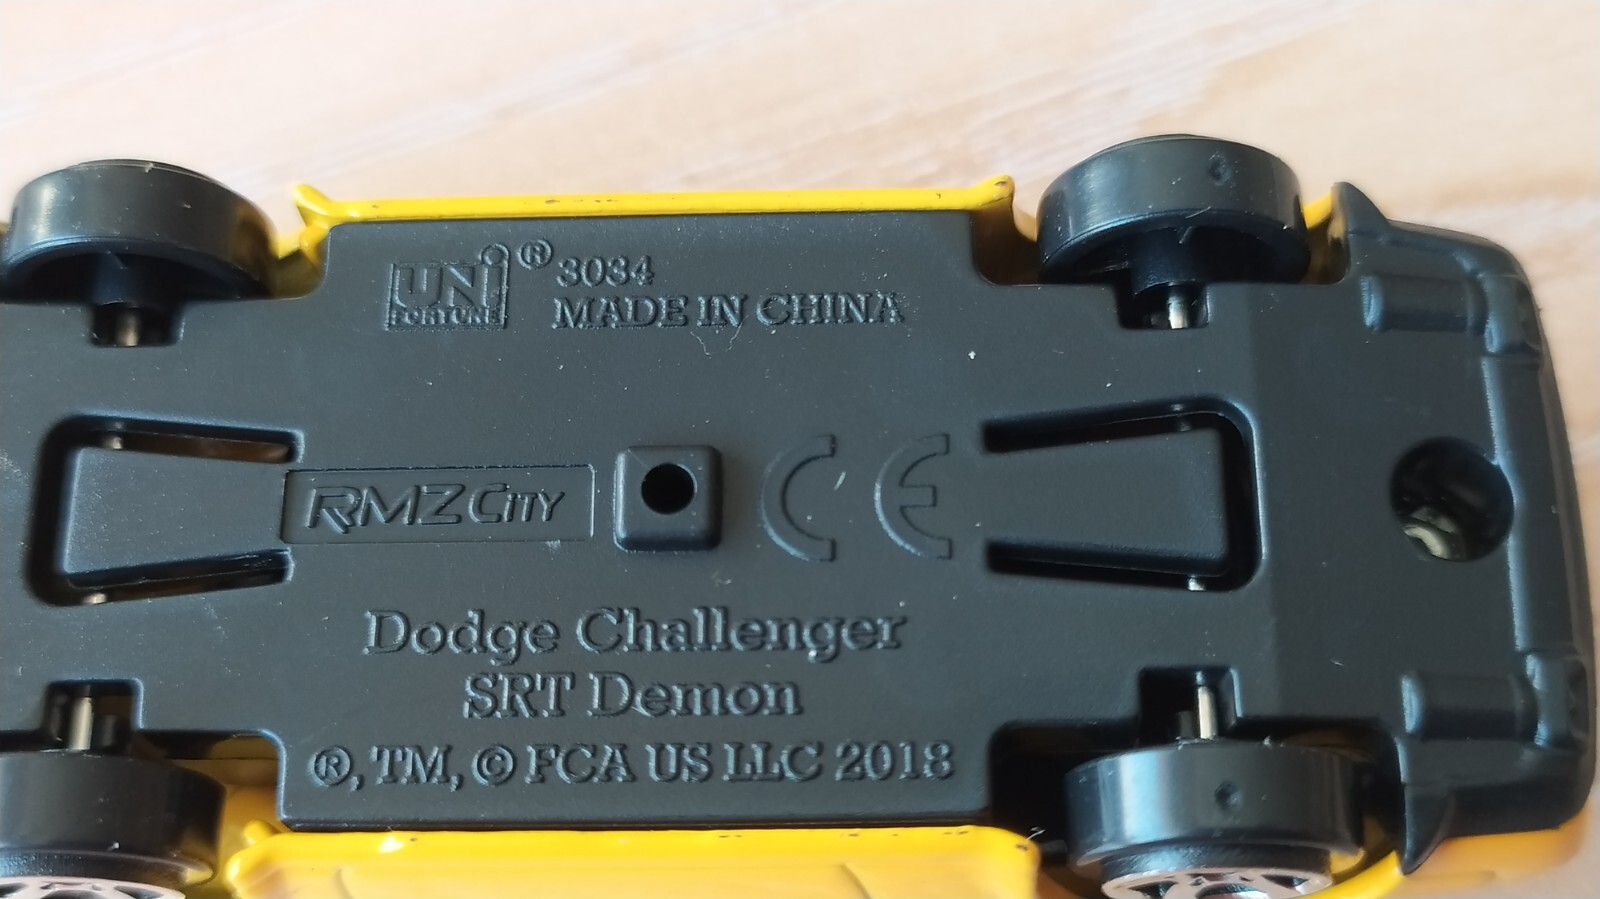 UNi ® 3034
FORTUNE MADE IN CHINA
RMZ City CE
Dodge Challenger
SRT Demon
®, TM, © FCA US LLC 2018